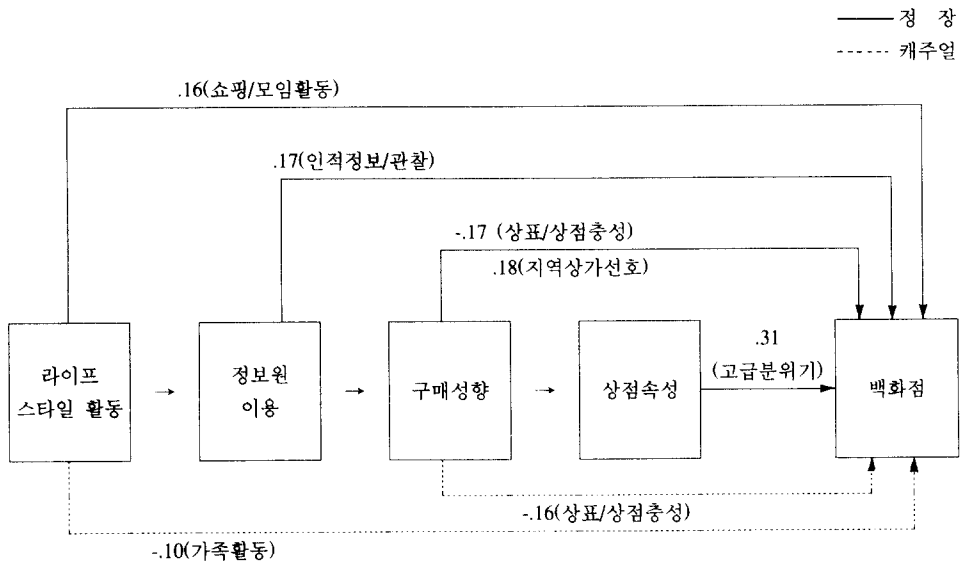 정 장
캐주얼
.16(쇼핑/모임활동)
.17(인적정보/관찰)
-.17 (상표/상점충성)
.18(지역상가선호)
라이프
스타일 활동
정보원
이용
구매성향
상점속성
.31
(고급분위기)
백화점
-.16(상표/상점충성)
-.10(가족활동)